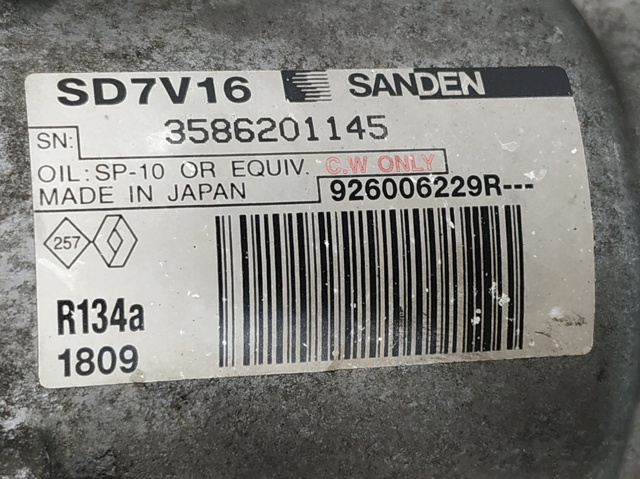 SD7V16 SANDEN
SN: 3586201145
OIL: SP-10 OR EQUIV. C.W ONLY
MADE IN JAPAN 926006229R---
257
R134a
1809